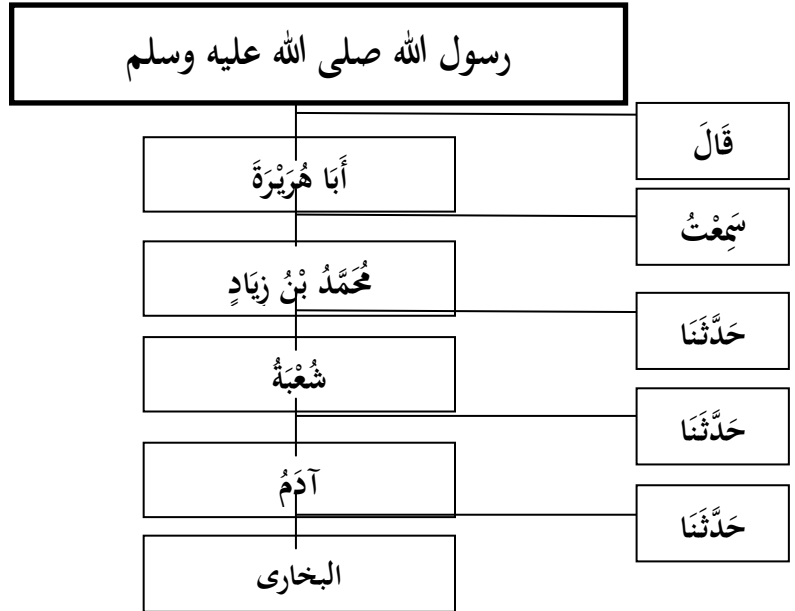 رسول الله صلى الله عليه وسلم
قَالَ
أَبَا هُرَيْرَةَ
سَمِعْتُ
مُحَمَّدُ بْنُ زِيَادٍ
حَدَّثَنَا
شُعْبَةُ
حَدَّثَنَا
آدَمُ
حَدَّثَنَا
البخارى